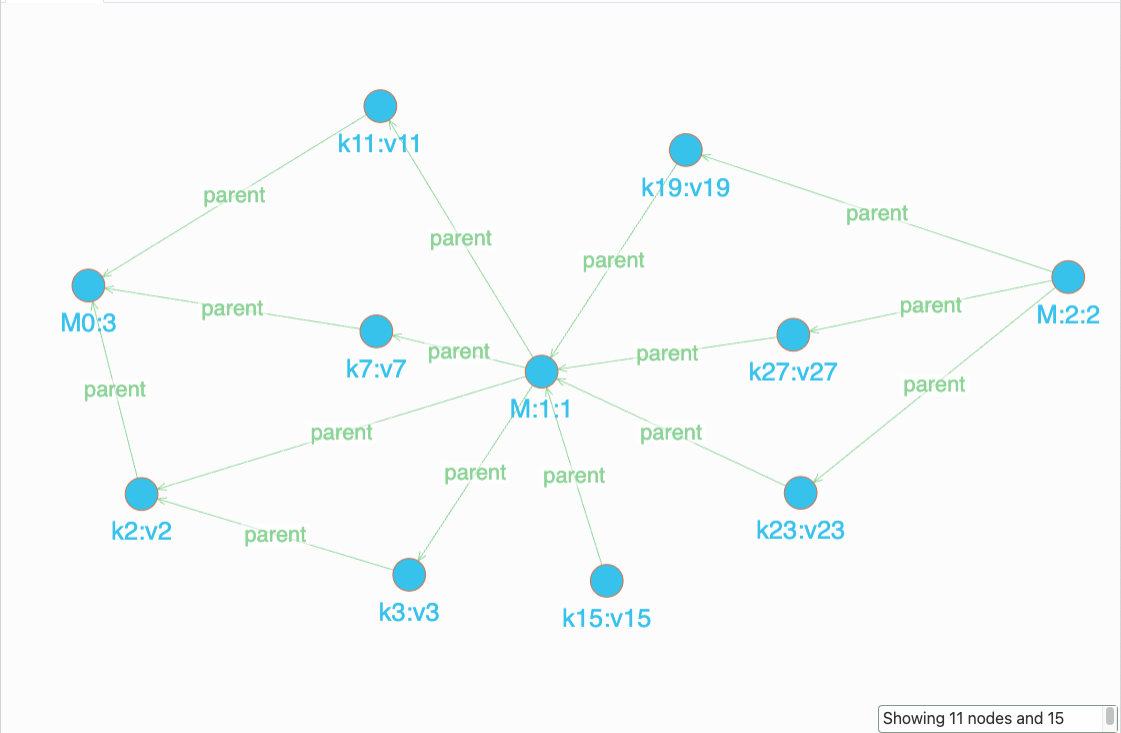 k11:v11
k19:v19
parent
parent
parent
parent
M0:3
parent
parent
M:2:2
k7:v7
parent
parent
k27:v27
parent
parent
M:1:1
parent
parent
k2:v2
parent
parent
parent
k23:v23
parent
k3:v3
k15:v15
Showing 11 nodes and 15